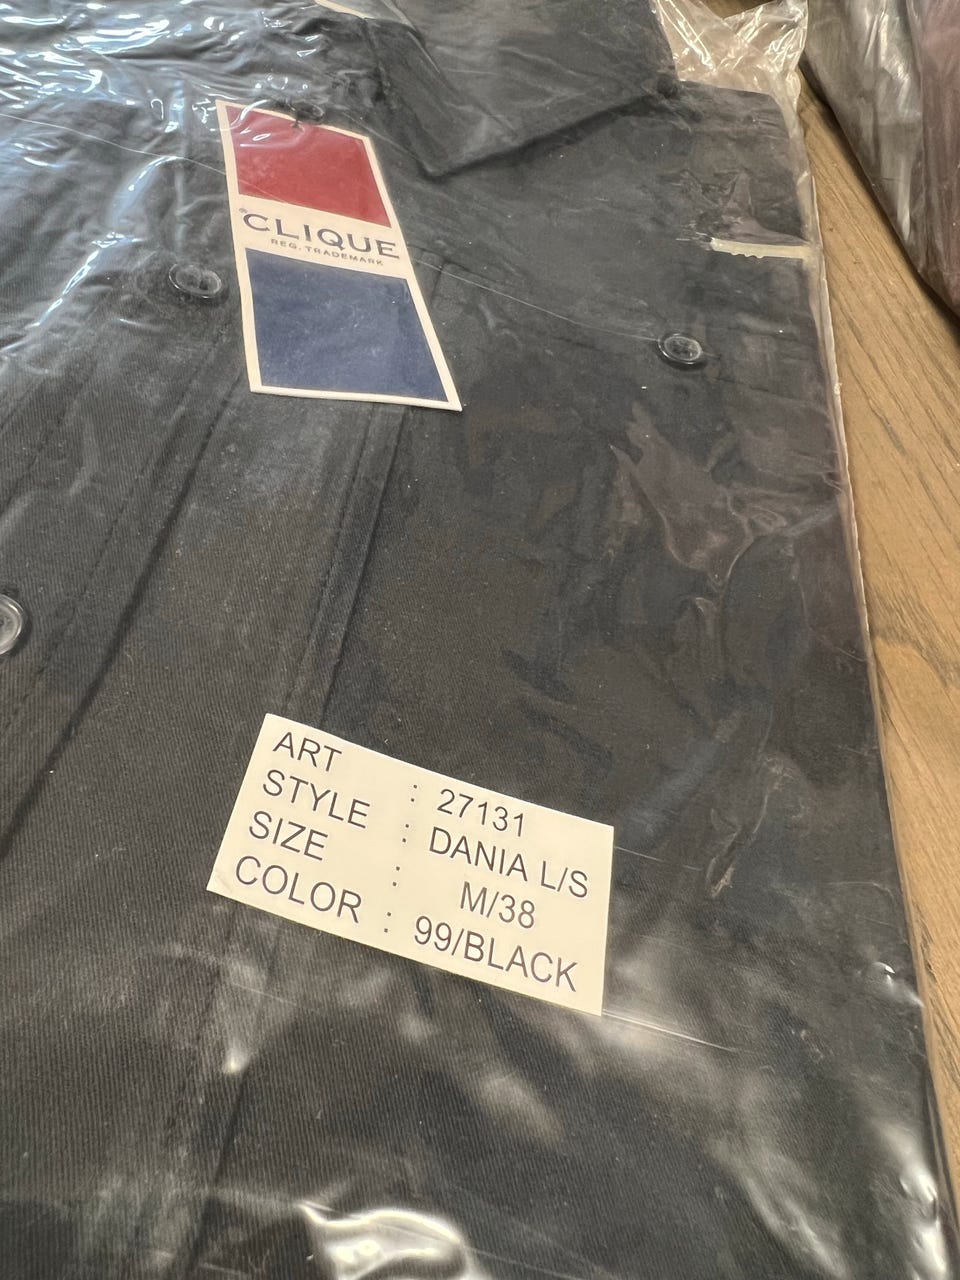 ®CLIQUE
REG. TRADEMARK
ART : 27131
STYLE : DANIA L/S
SIZE : M/38
COLOR : 99/BLACK